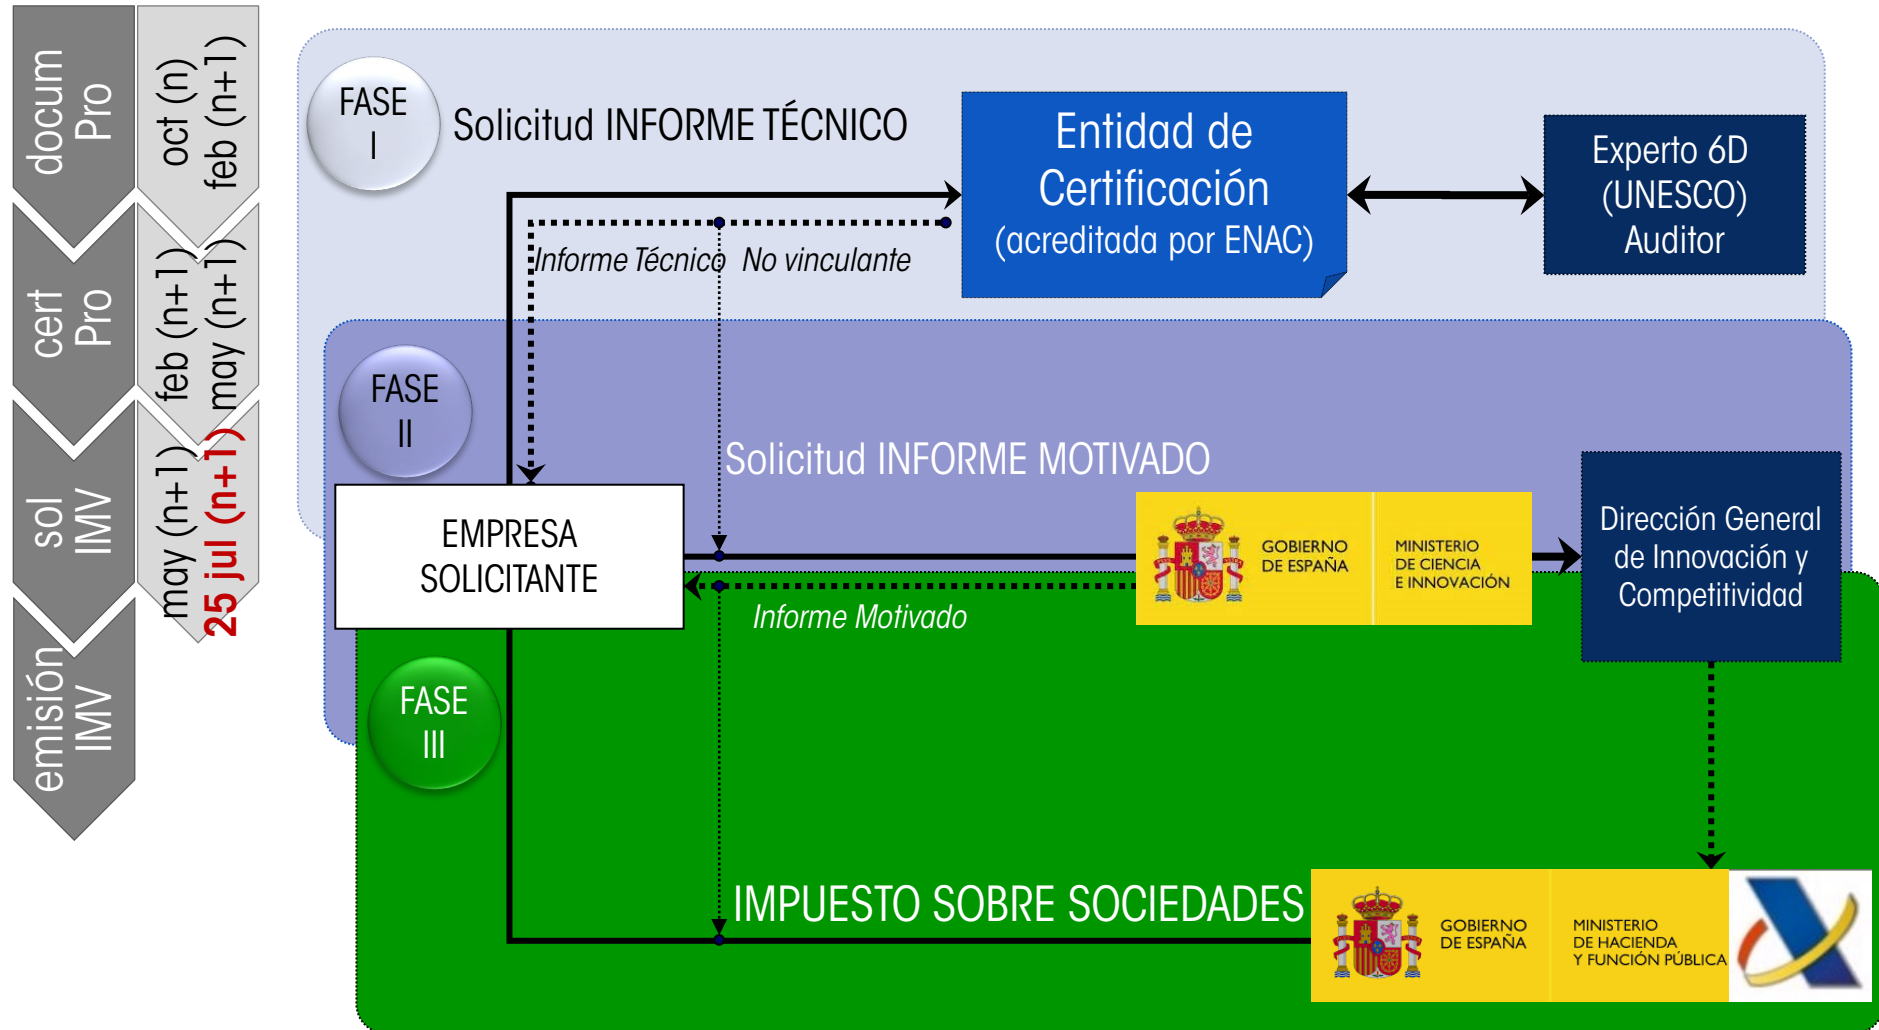 docum
Pro
oct (n)
feb (n+1)
cert
Pro
feb (n+1)
may (n+1)
sol
IMV
may (n+1)
25 jul (n+1)
emisión
IMV
FASE
I
Solicitud INFORME TÉCNICO
Entidad de
Certificación
(acreditada por ENAC)
Experto 6D
(UNESCO)
Auditor
Informe Técnico No vinculante
FASE
II
Solicitud INFORME MOTIVADO
EMPRESA
SOLICITANTE
GOBIERNO
DE ESPAÑA
MINISTERIO
DE CIENCIA
E INNOVACIÓN
Dirección General
de Innovación y
Competitividad
Informe Motivado
FASE
III
IMPUESTO SOBRE SOCIEDADES
GOBIERNO
DE ESPAÑA
MINISTERIO
DE HACIENDA
Y FUNCIÓN PÚBLICA